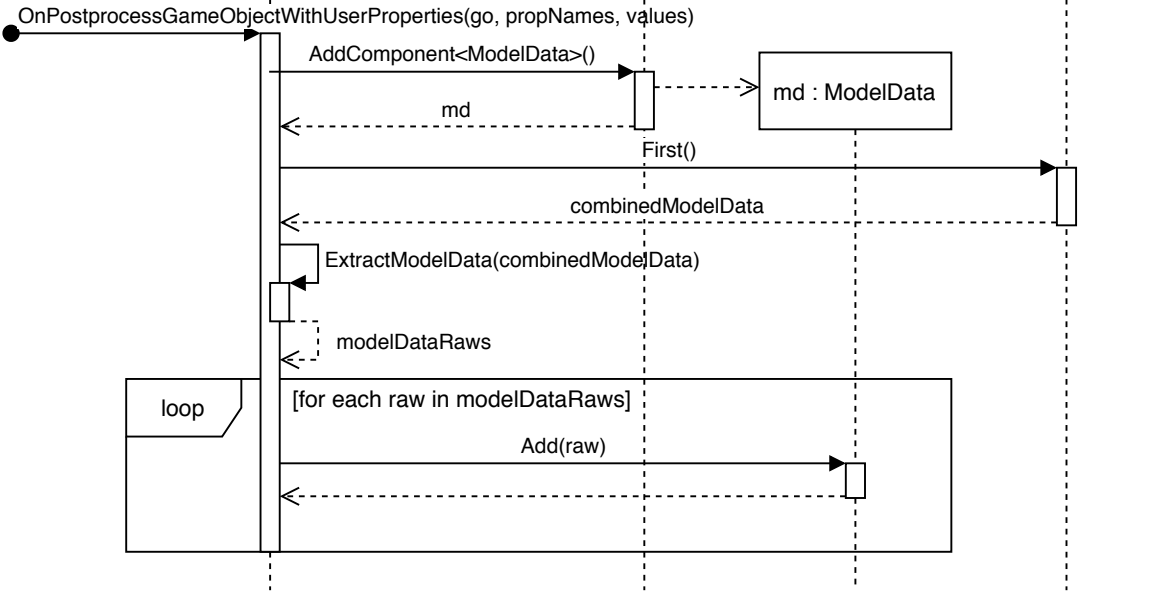 OnPostprocessGameObjectWithUserProperties(go, propNames, values)
AddComponent<ModelData>()
md : ModelData
md
First()
combinedModelData
ExtractModelData(combinedModelData)
modelDataRaws
loop
[for each raw in modelDataRaws]
Add(raw)